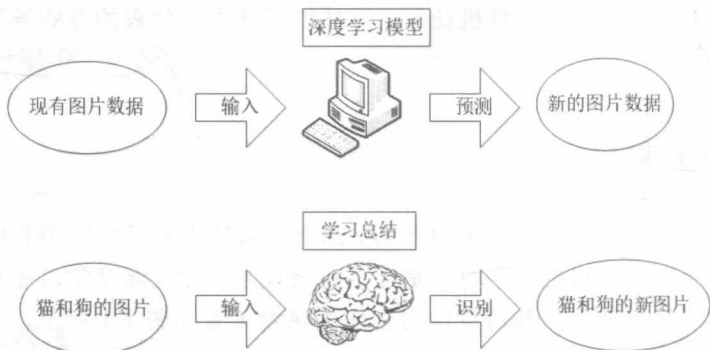 深度学习模型
现有图片数据
输入
预测
新的图片数据
学习总结
猫和狗的图片
输入
识别
猫和狗的新图片